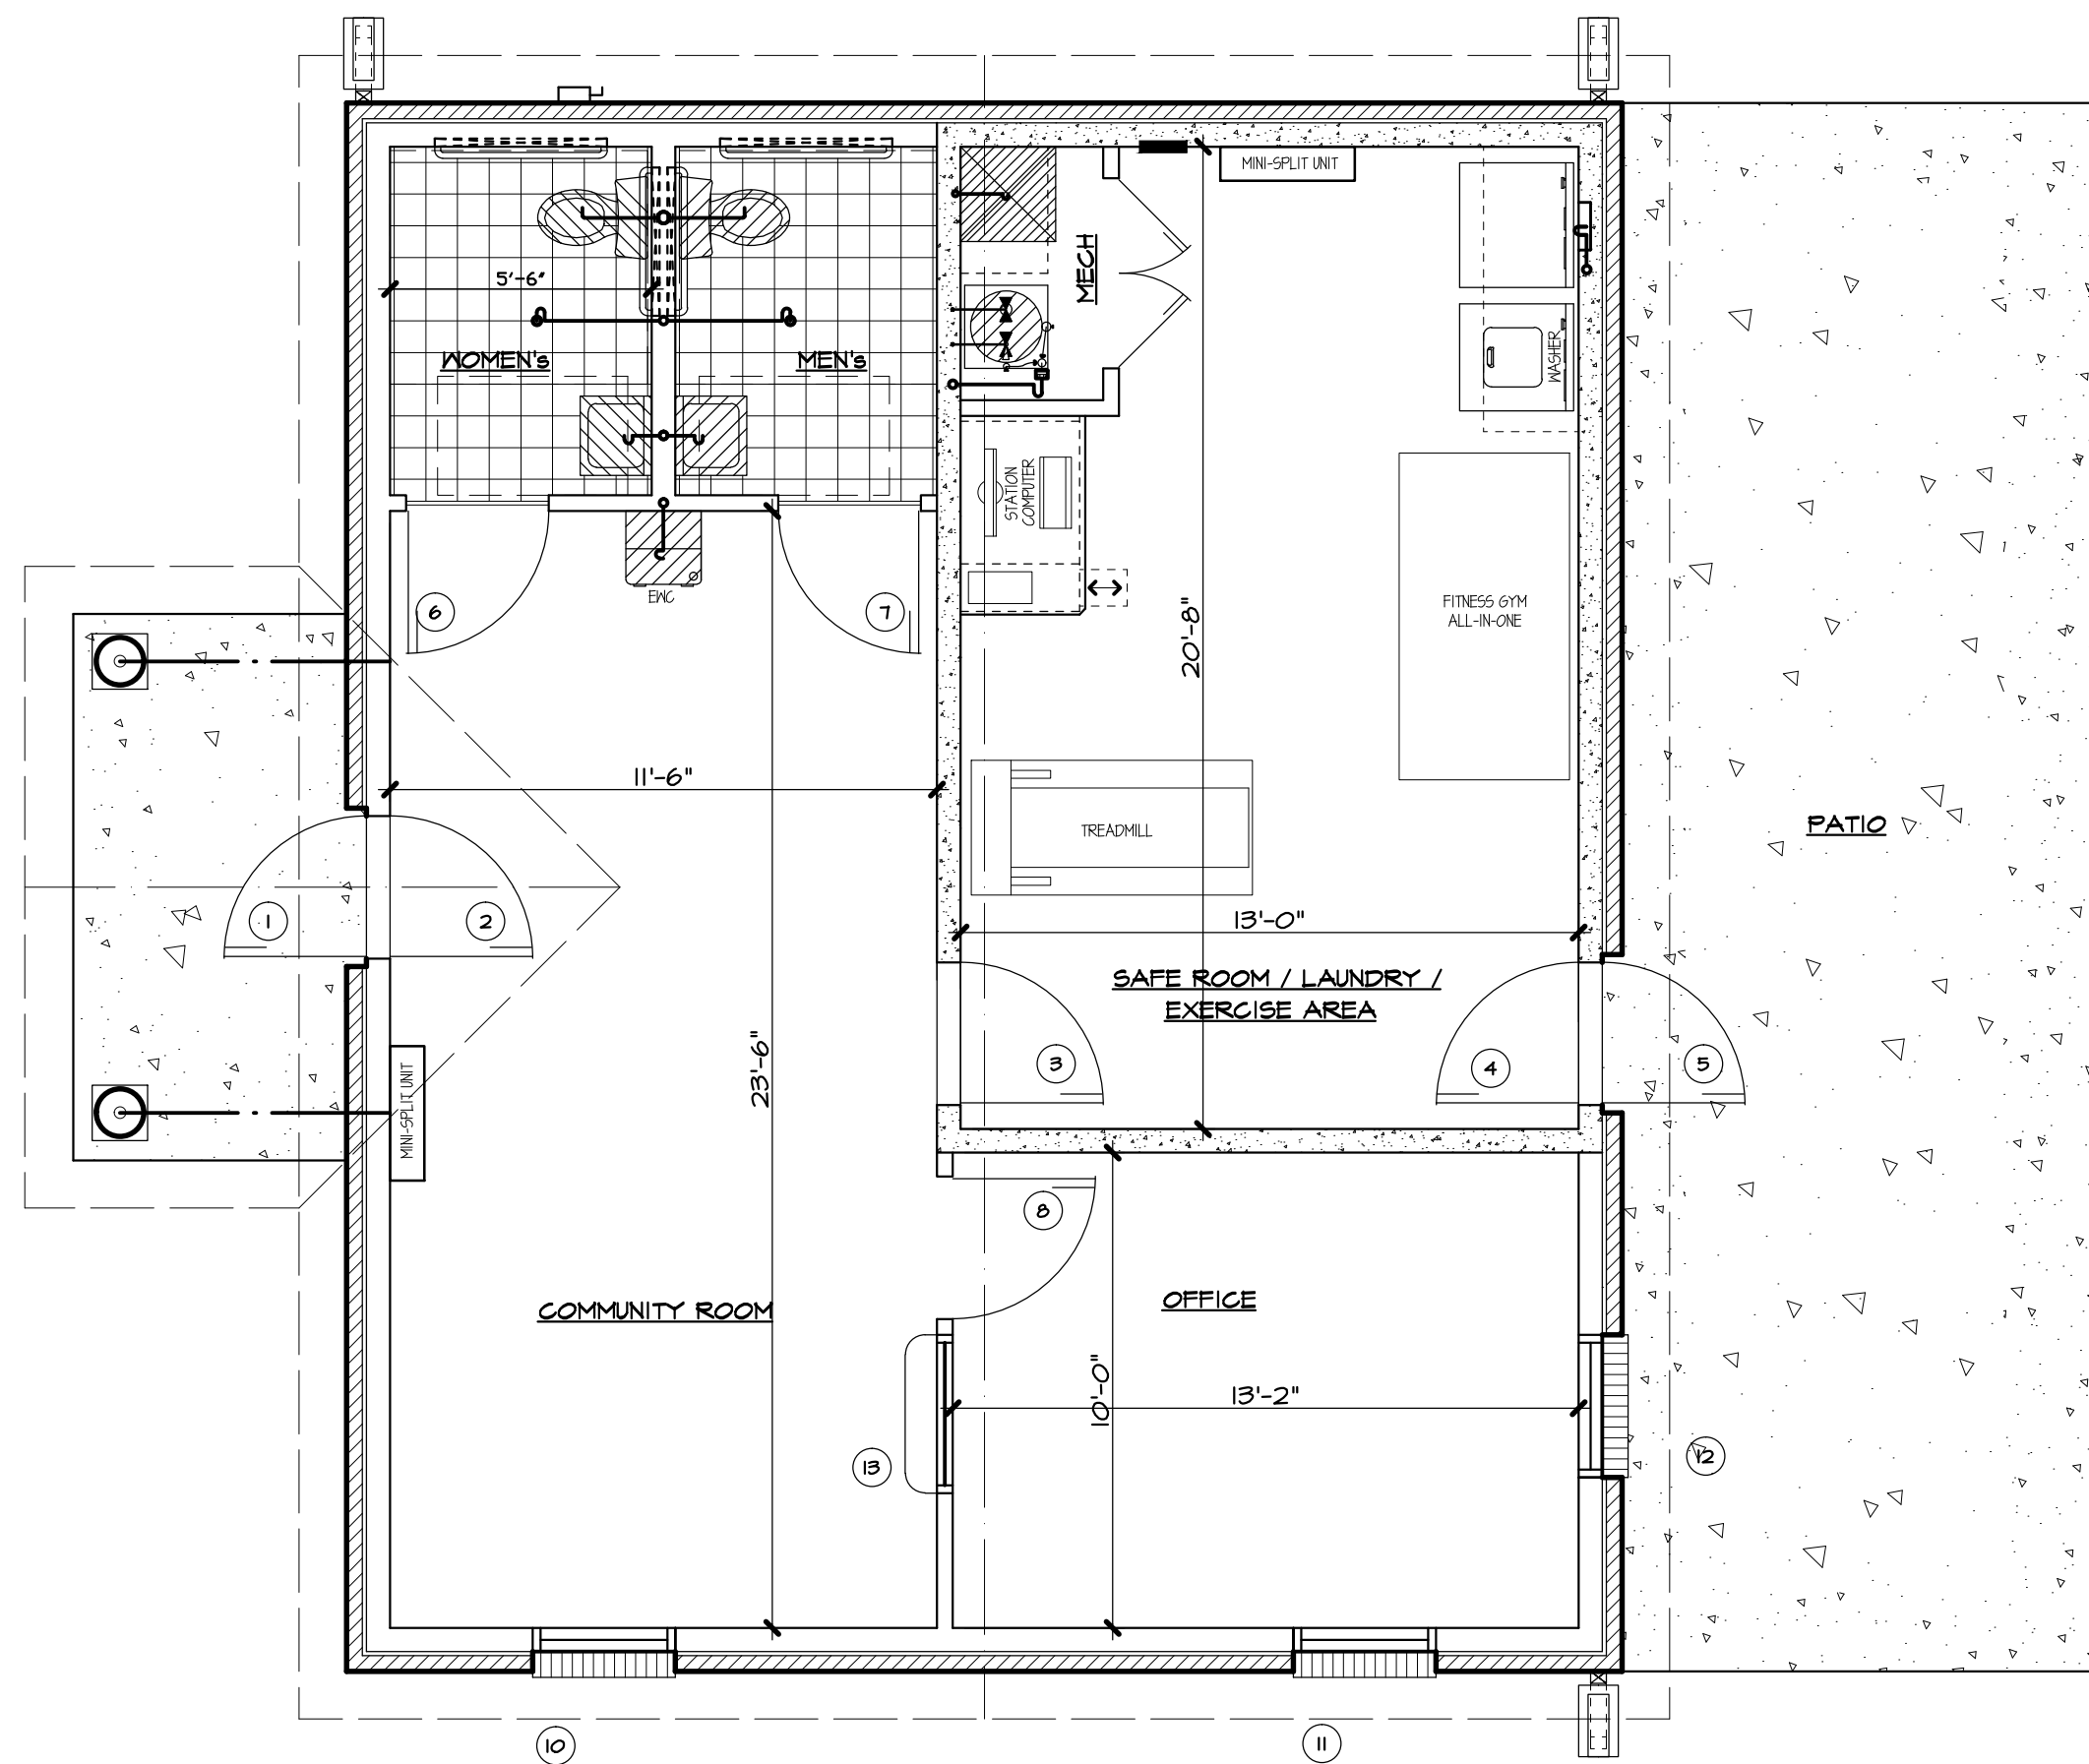 MINI-SPLIT UNIT
MECH
5'-6"
WOMEN's
MEN's
WASHER
STATION
COMPUTER
EWC
6
7
FITNESS GYM
ALL-IN-ONE
20'-8"
11'-6"
TREADMILL
PATIO
1
2
13'-0"
SAFE ROOM / LAUNDRY /
EXERCISE AREA
3
4
5
23'-6"
MINI-SPLIT UNIT
8
COMMUNITY ROOM
OFFICE
10'-0"
13'-2"
13
12
10
11